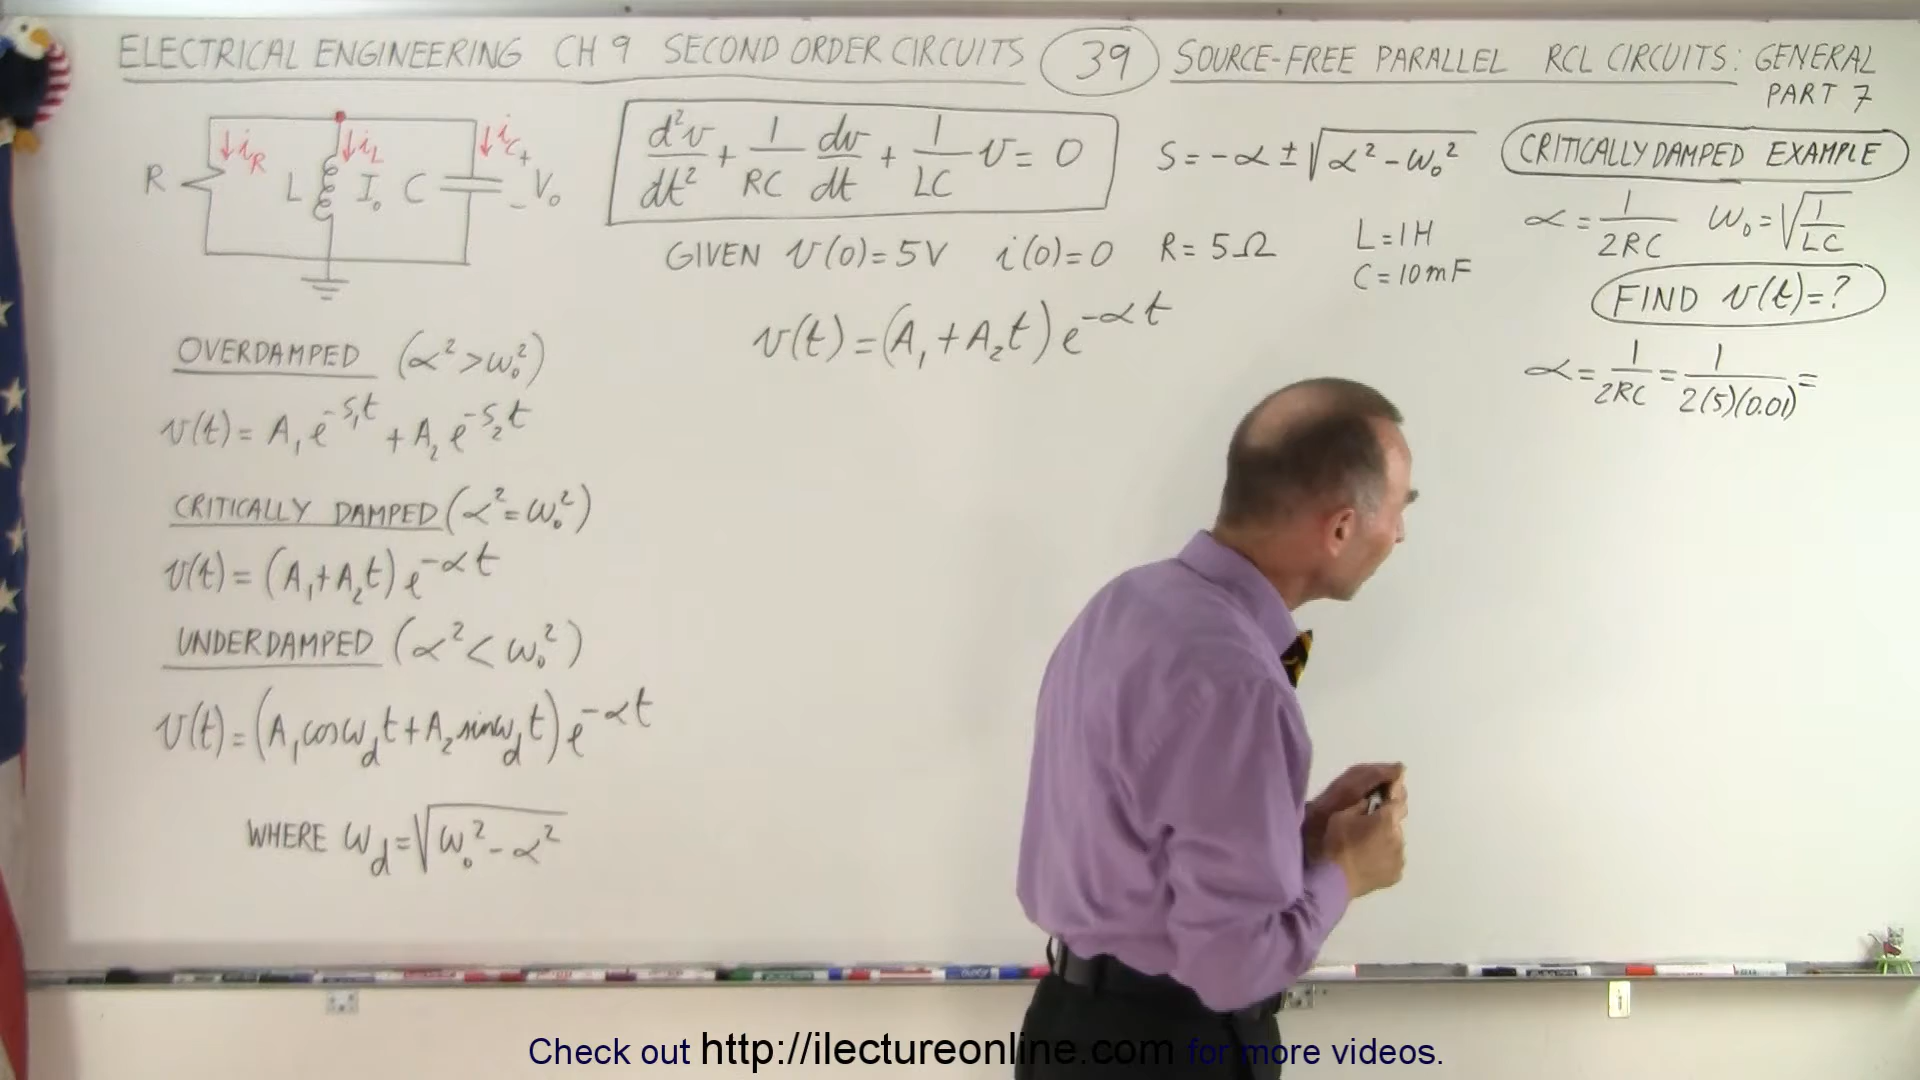 ELECTRICAL ENGINEERING CH 9 SECOND ORDER CIRCUITS 39 SOURCE-FREE PARALLEL RCL CIRCUITS: GENERAL
PART 7
R i_R L i_L I₀ C i_C + V₀ −
d²v/dt² + 1/RC dv/dt + 1/LC v = 0
S = -α ± √(α² - ω₀²)
CRITICALLY DAMPED EXAMPLE
α = 1/2RC ω₀ = √(1/LC)
GIVEN v(0) = 5V i(0) = 0 R = 5Ω L = 1H
C = 10mF
FIND v(t) = ?
v(t) = (A₁ + A₂t) e^(-αt)
α = 1/2RC = 1/2(5)(0.01) =
OVERDAMPED (α² > ω₀²)
v(t) = A₁ e^(-S₁t) + A₂ e^(-S₂t)
CRITICALLY DAMPED (α² = ω₀²)
v(t) = (A₁ + A₂t) e^(-αt)
UNDERDAMPED (α² < ω₀²)
v(t) = (A₁ cos ω_d t + A₂ sin ω_d t) e^(-αt)
WHERE ω_d = √(ω₀² - α²)
Check out http://ilectureonline.com for more videos.